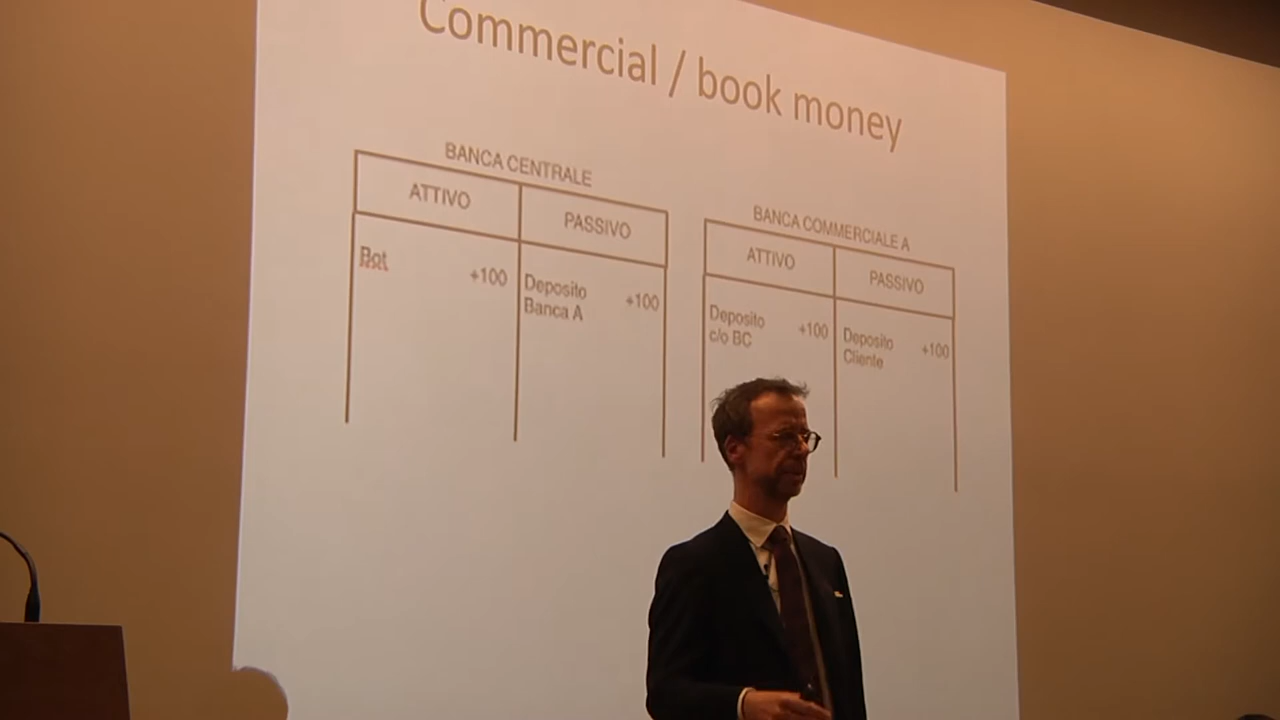 Commercial / book money
BANCA CENTRALE
ATTIVO
PASSIVO
Bot
+100
Deposito
Banca A
+100
BANCA COMMERCIALE A
ATTIVO
PASSIVO
Deposito
c/o BC
+100
Deposito
Cliente
+100